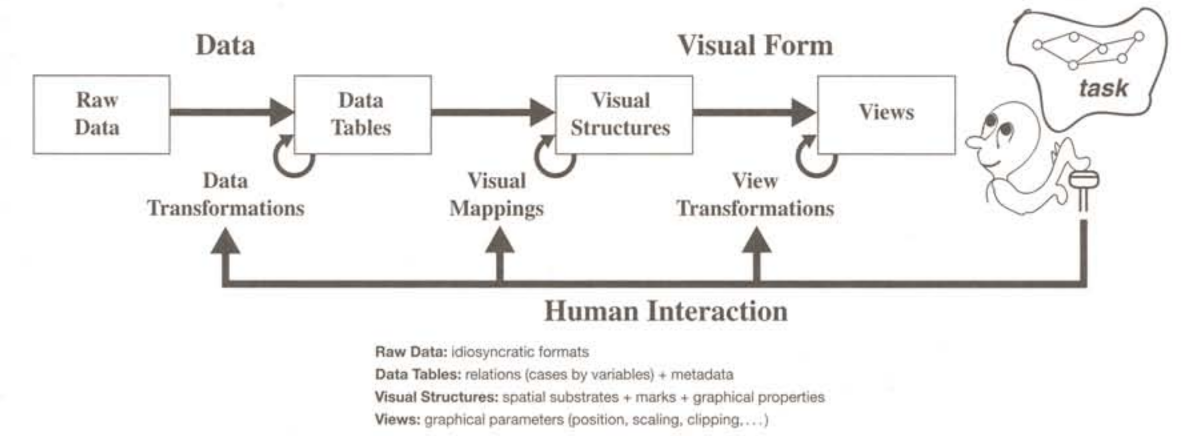 Data
Visual Form
Raw
Data
Data
Tables
Visual
Structures
Views
task
Data
Transformations
Visual
Mappings
View
Transformations
Human Interaction
Raw Data: idiosyncratic formats
Data Tables: relations (cases by variables) + metadata
Visual Structures: spatial substrates + marks + graphical properties
Views: graphical parameters (position, scaling, clipping,...)